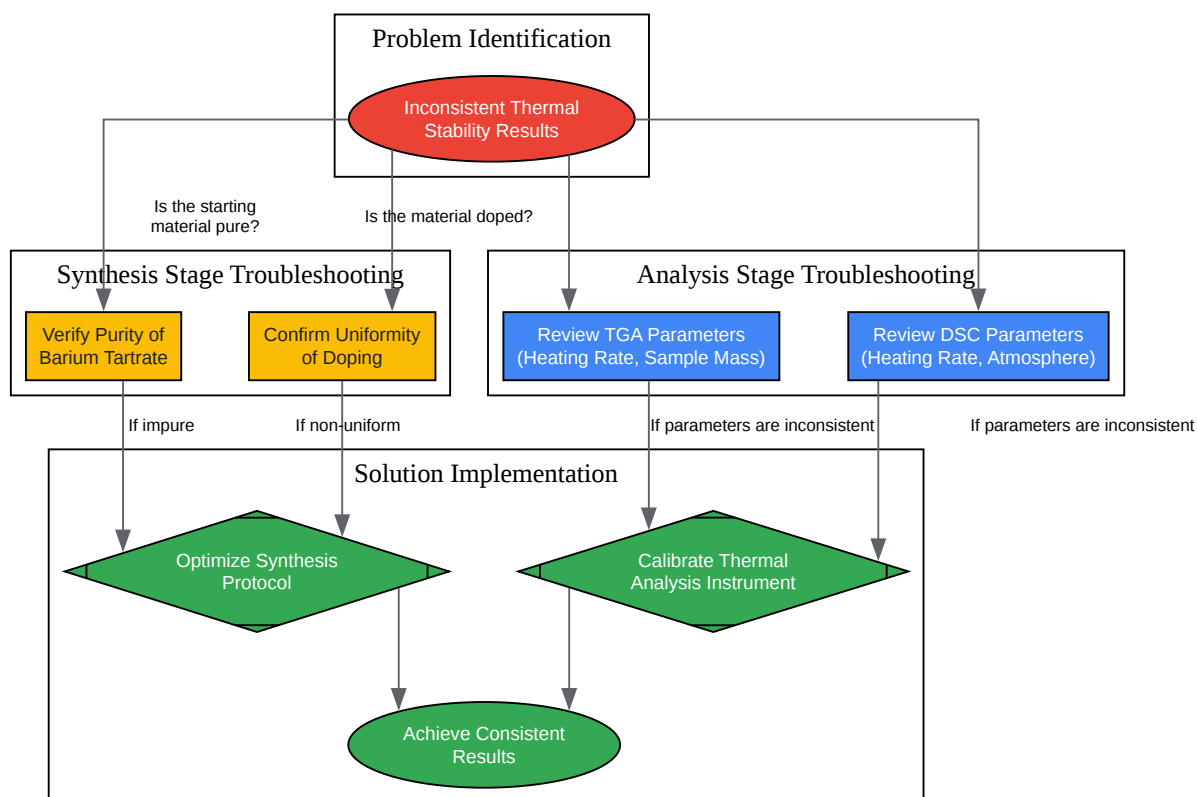 Problem Identification
Inconsistent Thermal
Stability Results
Is the starting
material pure?
Is the material doped?
Synthesis Stage Troubleshooting
Analysis Stage Troubleshooting
Verify Purity of
Barium Tartrate
Confirm Uniformity
of Doping
Review TGA Parameters
(Heating Rate, Sample Mass)
Review DSC Parameters
(Heating Rate, Atmosphere)
If impure
If non-uniform
If parameters are inconsistent
If parameters are inconsistent
Solution Implementation
Optimize Synthesis
Protocol
Calibrate Thermal
Analysis Instrument
Achieve Consistent
Results